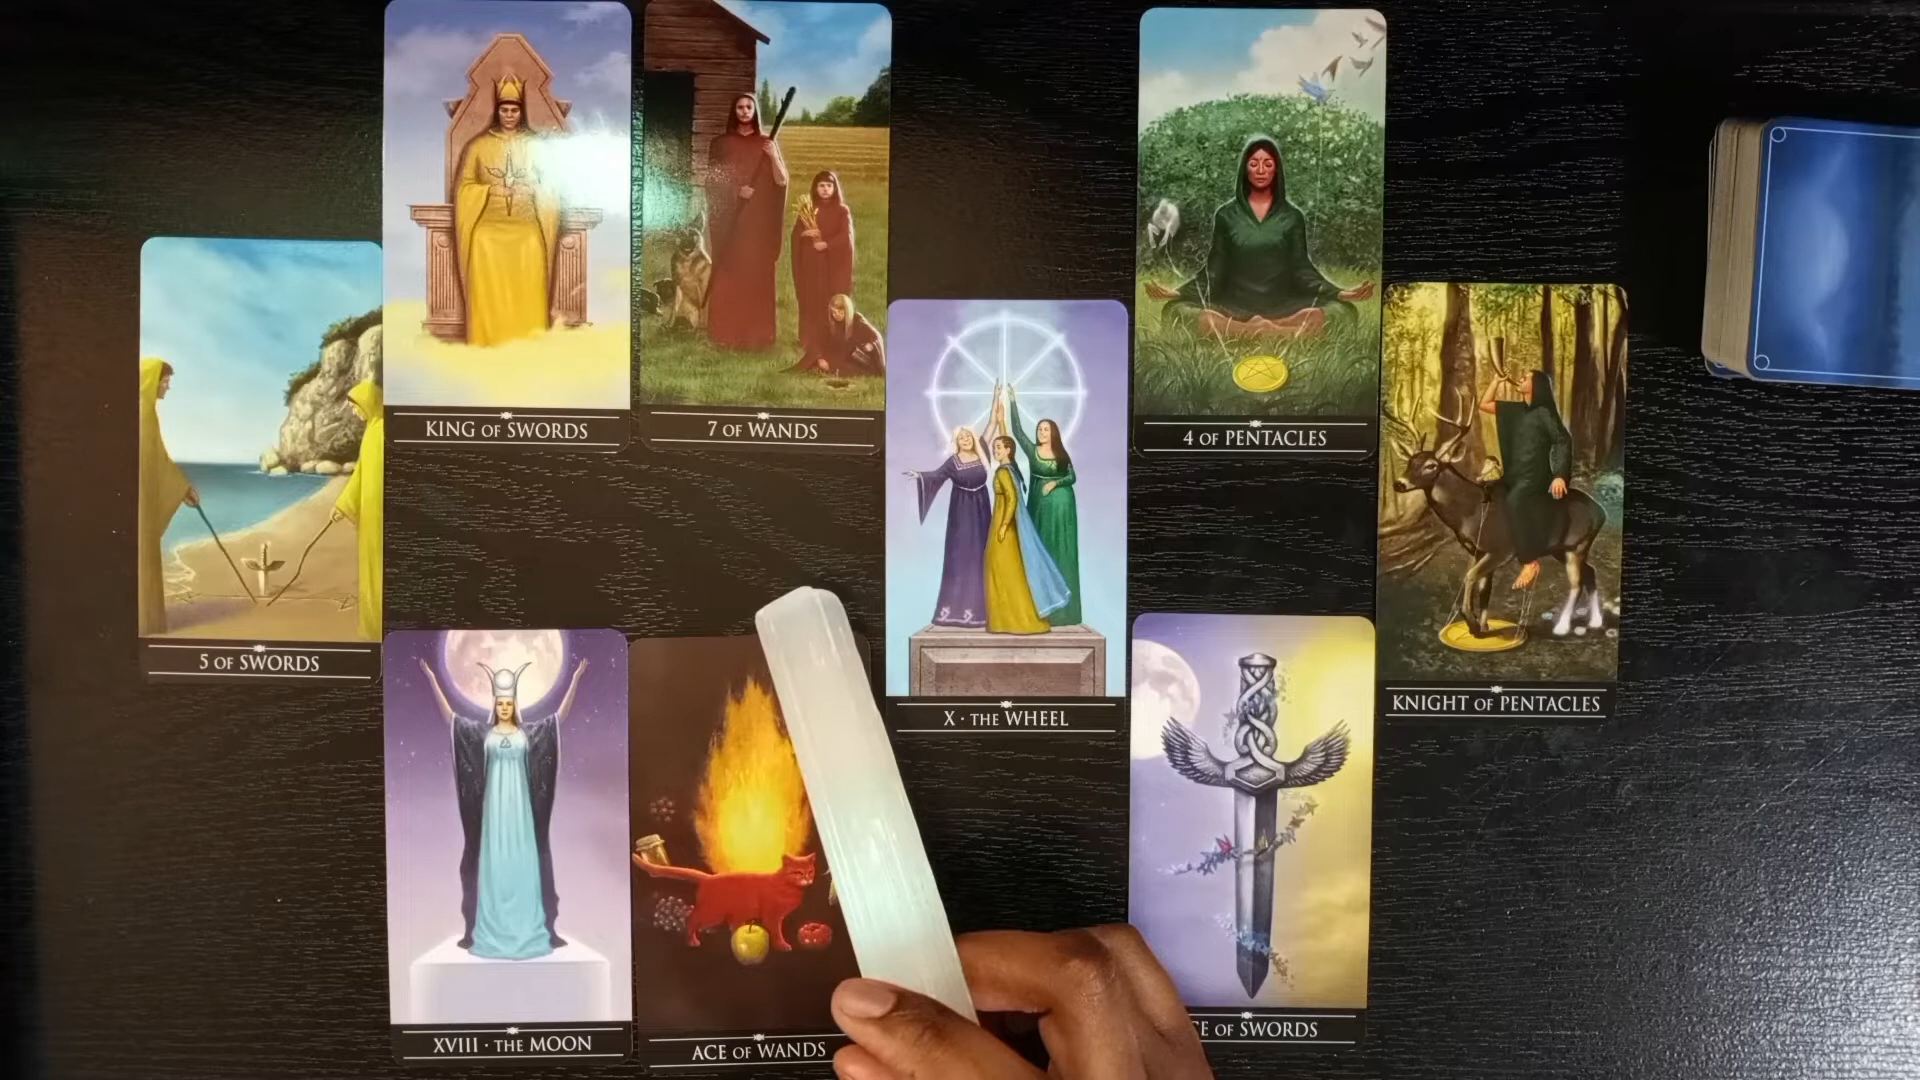 KING OF SWORDS
7 OF WANDS
4 OF PENTACLES
5 OF SWORDS
X · THE WHEEL
KNIGHT OF PENTACLES
XVIII · THE MOON
ACE OF WANDS
CE OF SWORDS